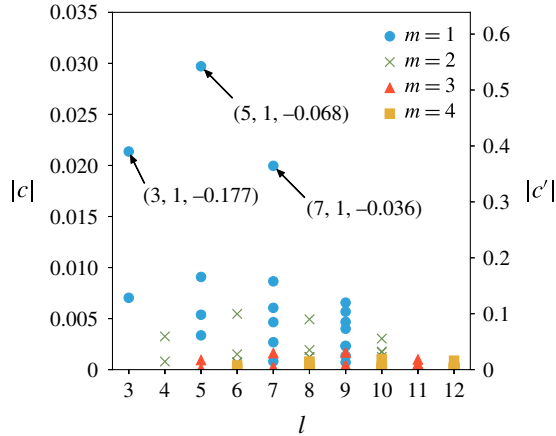 0.035
0.030
0.025
0.020
0.015
0.010
0.005
0
|c|
3 4 5 6 7 8 9 10 11 12
l
0.6
0.5
0.4
0.3
0.2
0.1
0
|c′|
m = 1
m = 2
m = 3
m = 4
(5, 1, –0.068)
(3, 1, –0.177)
(7, 1, –0.036)